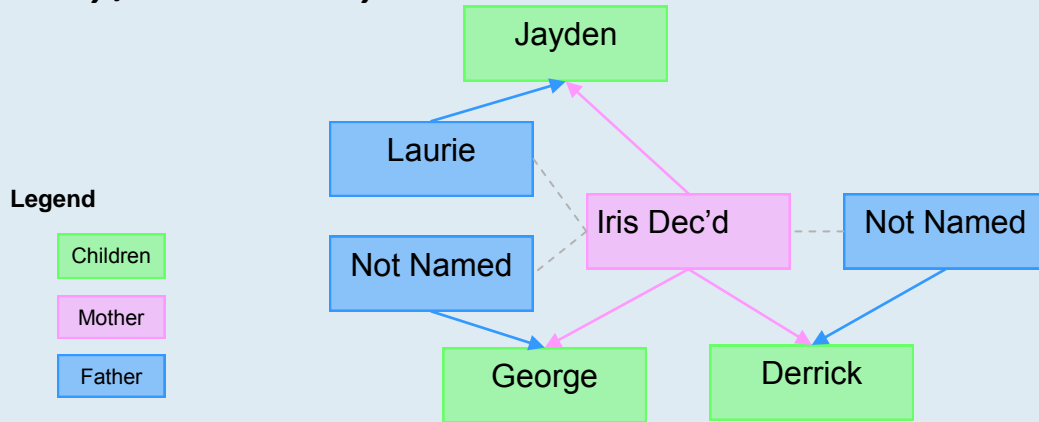 Jayden
Laurie
Legend
Iris Dec'd
Not Named
Children
Not Named
Mother
Father
George
Derrick